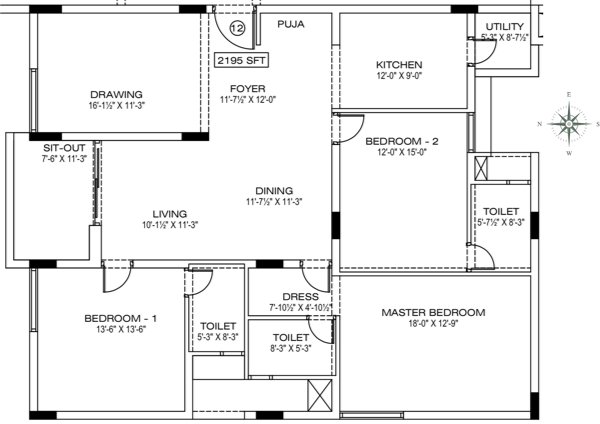 PUJA
12
2195 SFT
UTILITY
5'-3" X 8'-7½"
KITCHEN
12'-0" X 9'-0"
DRAWING
16'-1½" X 11'-3"
FOYER
11'-7½" X 12'-0"
E
N
S
W
SIT-OUT
7'-6" X 11'-3"
BEDROOM - 2
12'-0" X 15'-0"
DINING
11'-7½" X 11'-3"
LIVING
10'-1½" X 11'-3"
TOILET
5'-7½" X 8'-3"
DRESS
7'-10½" X 4'-10½"
BEDROOM - 1
13'-6" X 13'-6"
TOILET
5'-3" X 8'-3"
TOILET
8'-3" X 5'-3"
MASTER BEDROOM
18'-0" X 12'-9"